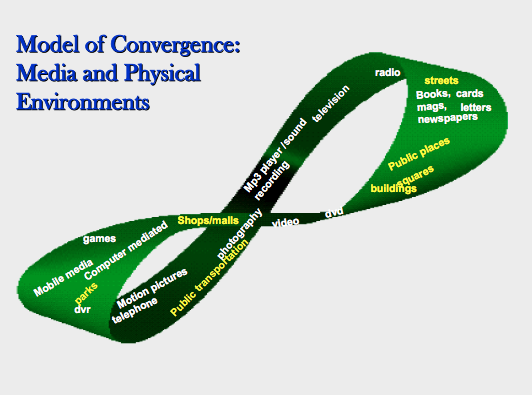 Model of Convergence:
Media and Physical
Environments
radio
streets
Books, cards
mags, letters
newspapers
television
Mp3 player/sound
recording
Public places
squares
buildings
Shops/malls
photography
video
dvd
games
Computer mediated
Mobile media
parks
dvr
Motion pictures
telephone
Public transportation